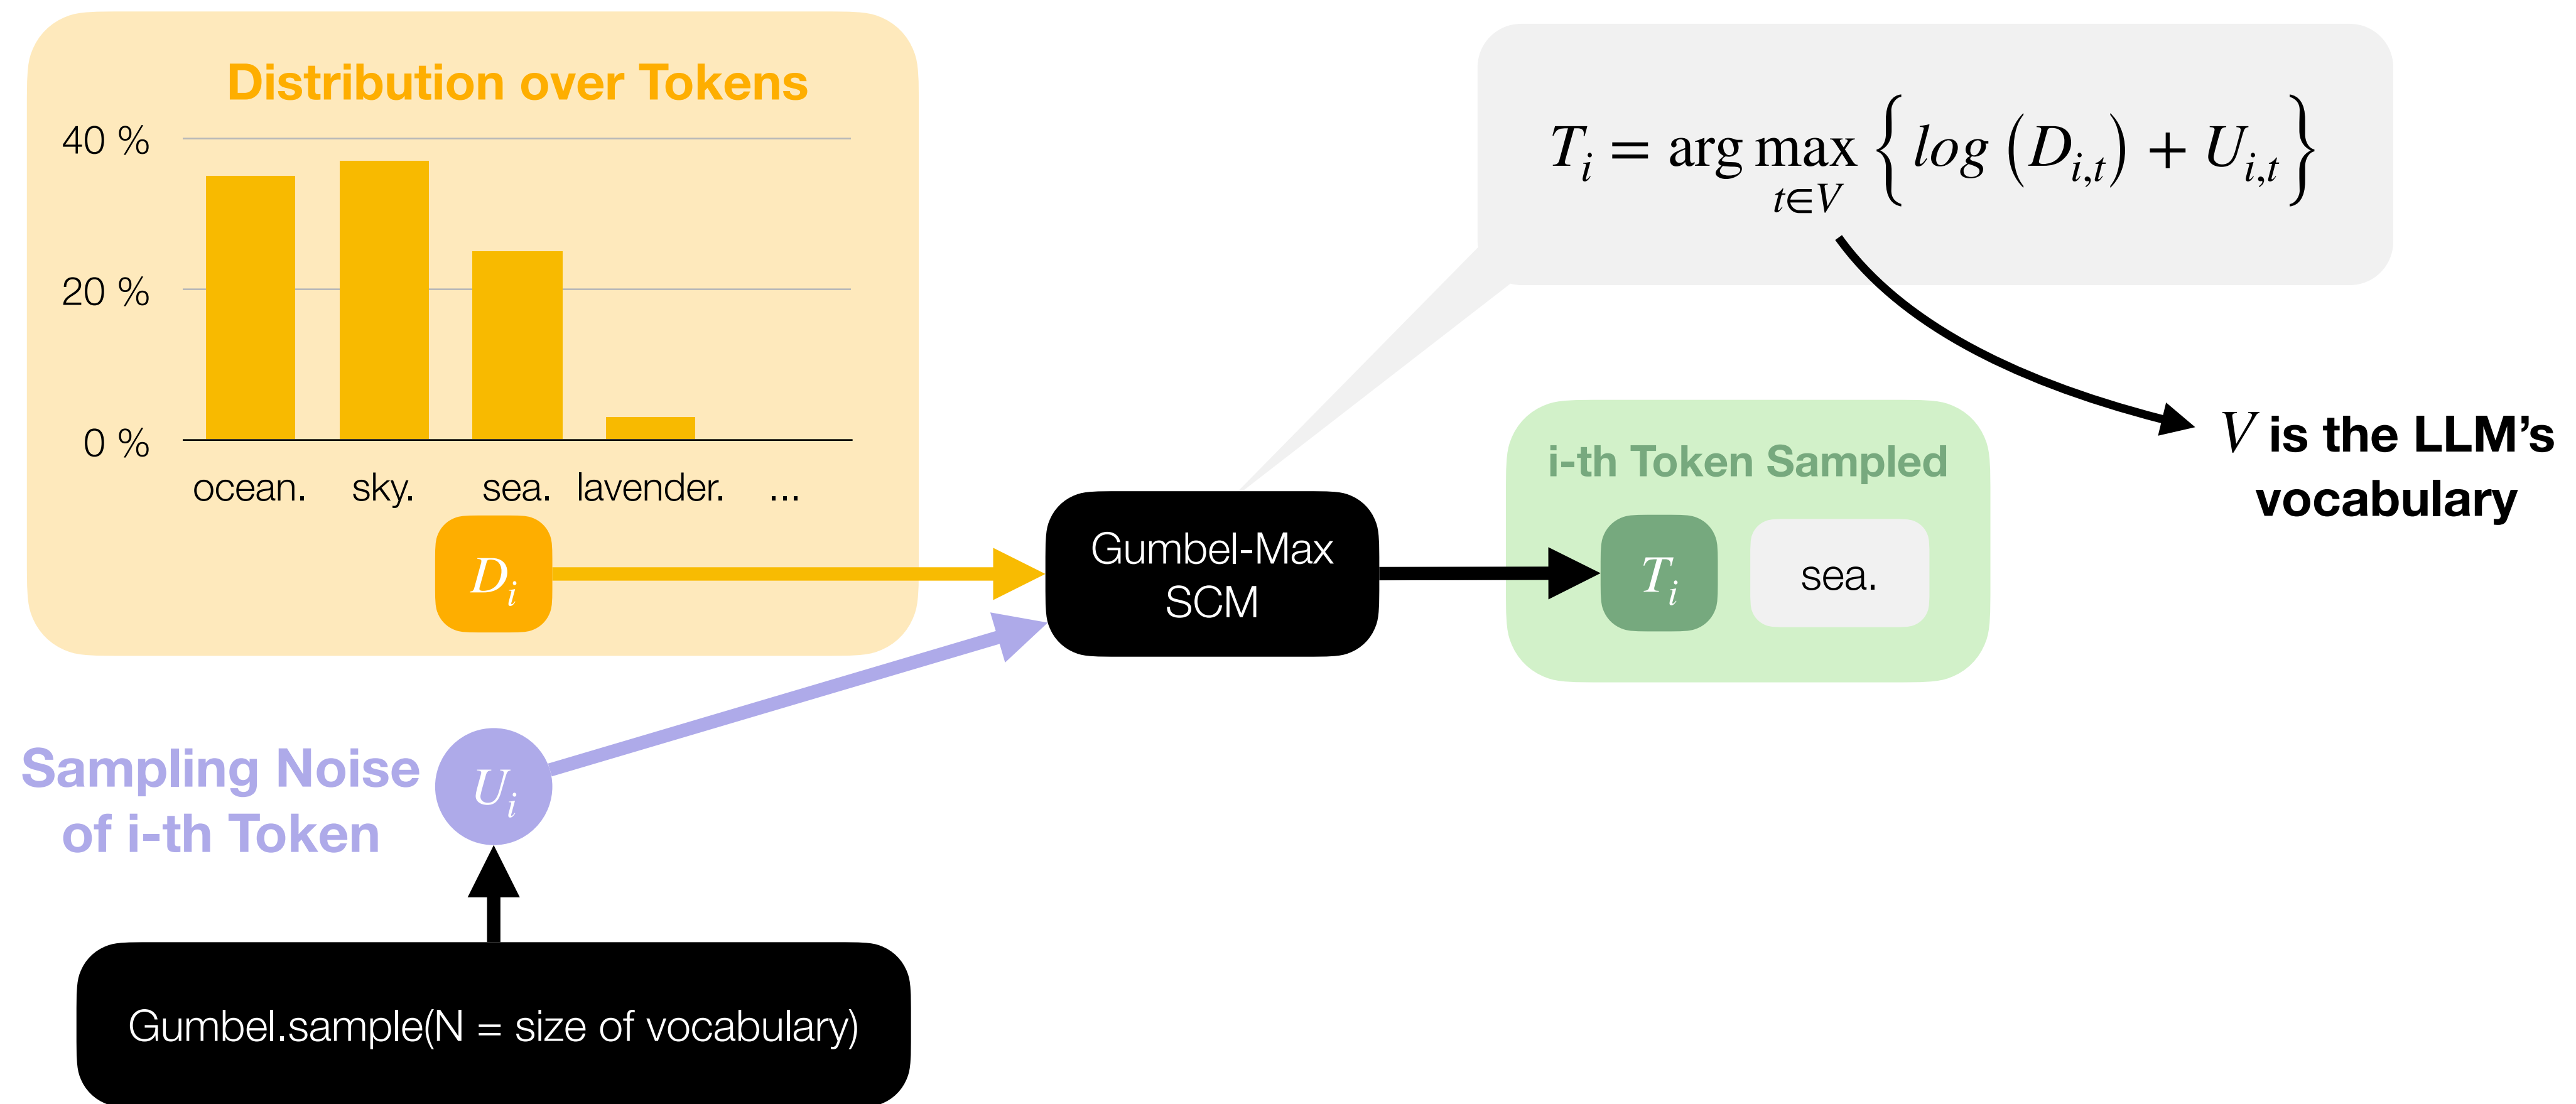 Distribution over Tokens
40 %
20 %
0 %
ocean. sky. sea. lavender. ...
D_i
Sampling Noise
of i-th Token
U_i
Gumbel.sample(N = size of vocabulary)
Gumbel-Max
SCM
T_i = arg max_{t∈V} { log (D_{i,t}) + U_{i,t} }
V is the LLM’s
vocabulary
i-th Token Sampled
T_i sea.